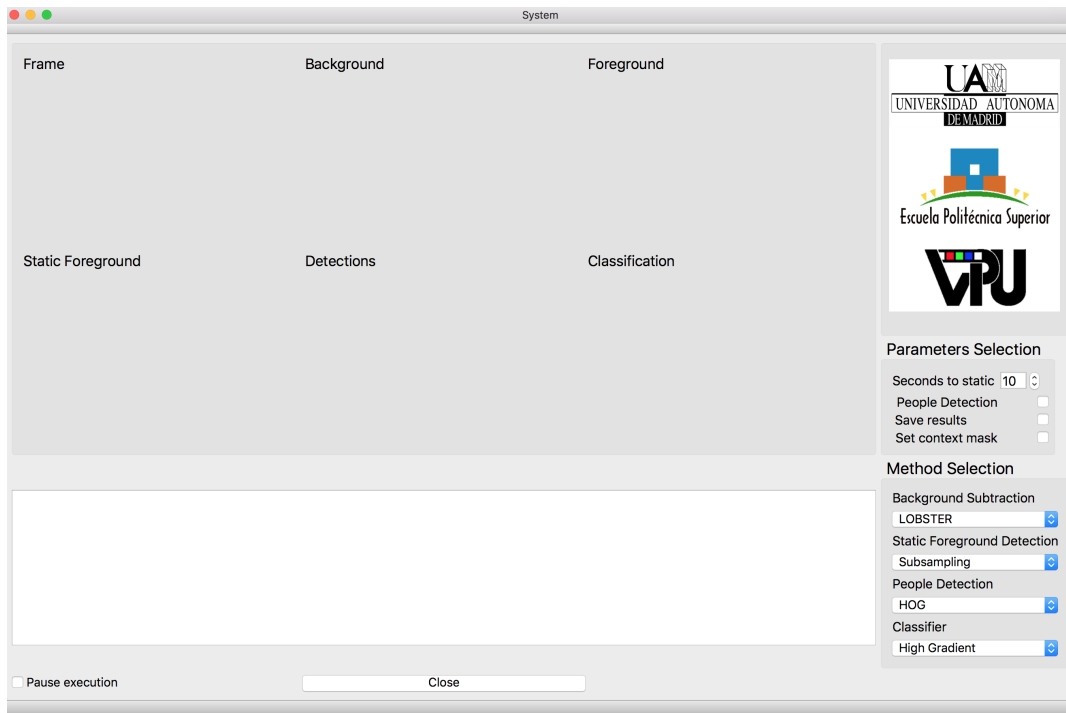 System
Frame
Background
Foreground
Static Foreground
Detections
Classification
UAM
UNIVERSIDAD AUTONOMA
DE MADRID
Escuela Politécnica Superior
VPU
Parameters Selection
Seconds to static 10
People Detection
Save results
Set context mask
Method Selection
Background Subtraction
LOBSTER
Static Foreground Detection
Subsampling
People Detection
HOG
Classifier
High Gradient
Pause execution
Close